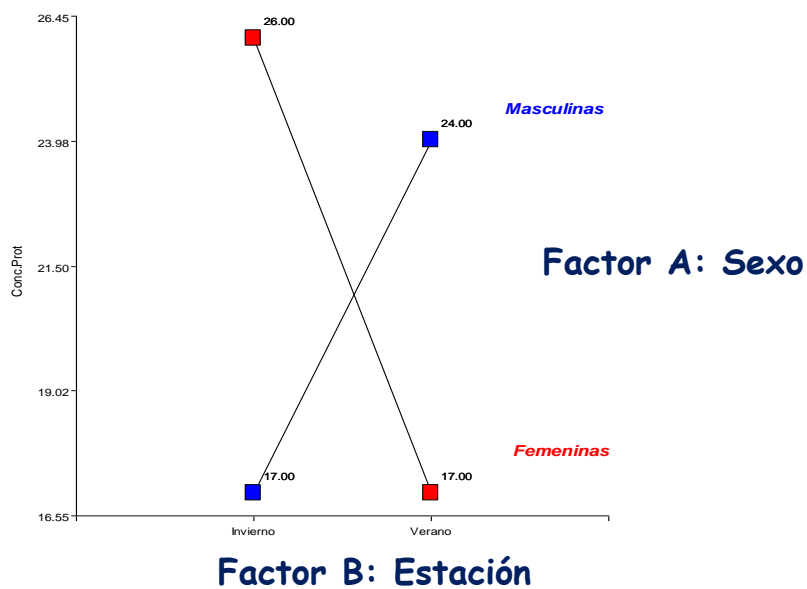 26.45
26.00
Masculinas
24.00
23.98
Factor A: Sexo
21.50
Conc.Prot
19.02
Femeninas
17.00
17.00
16.55
Invierno
Verano
Factor B: Estación